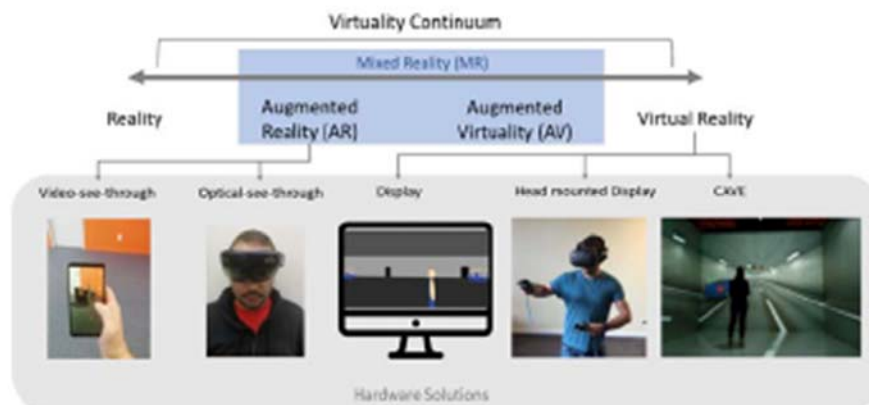 Virtuality Continuum
Mixed Reality (MR)
Reality
Augmented
Reality (AR)
Augmented
Virtuality (AV)
Virtual Reality
Video-see-through
Optical-see-through
Display
Head mounted Display
CAVE
Hardware Solutions